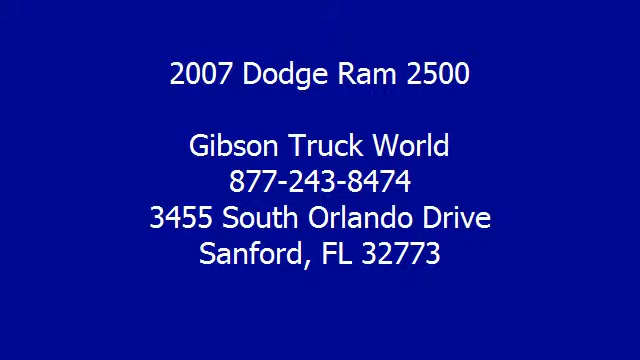 2007 Dodge Ram 2500
Gibson Truck World
877-243-8474
3455 South Orlando Drive
Sanford, FL 32773